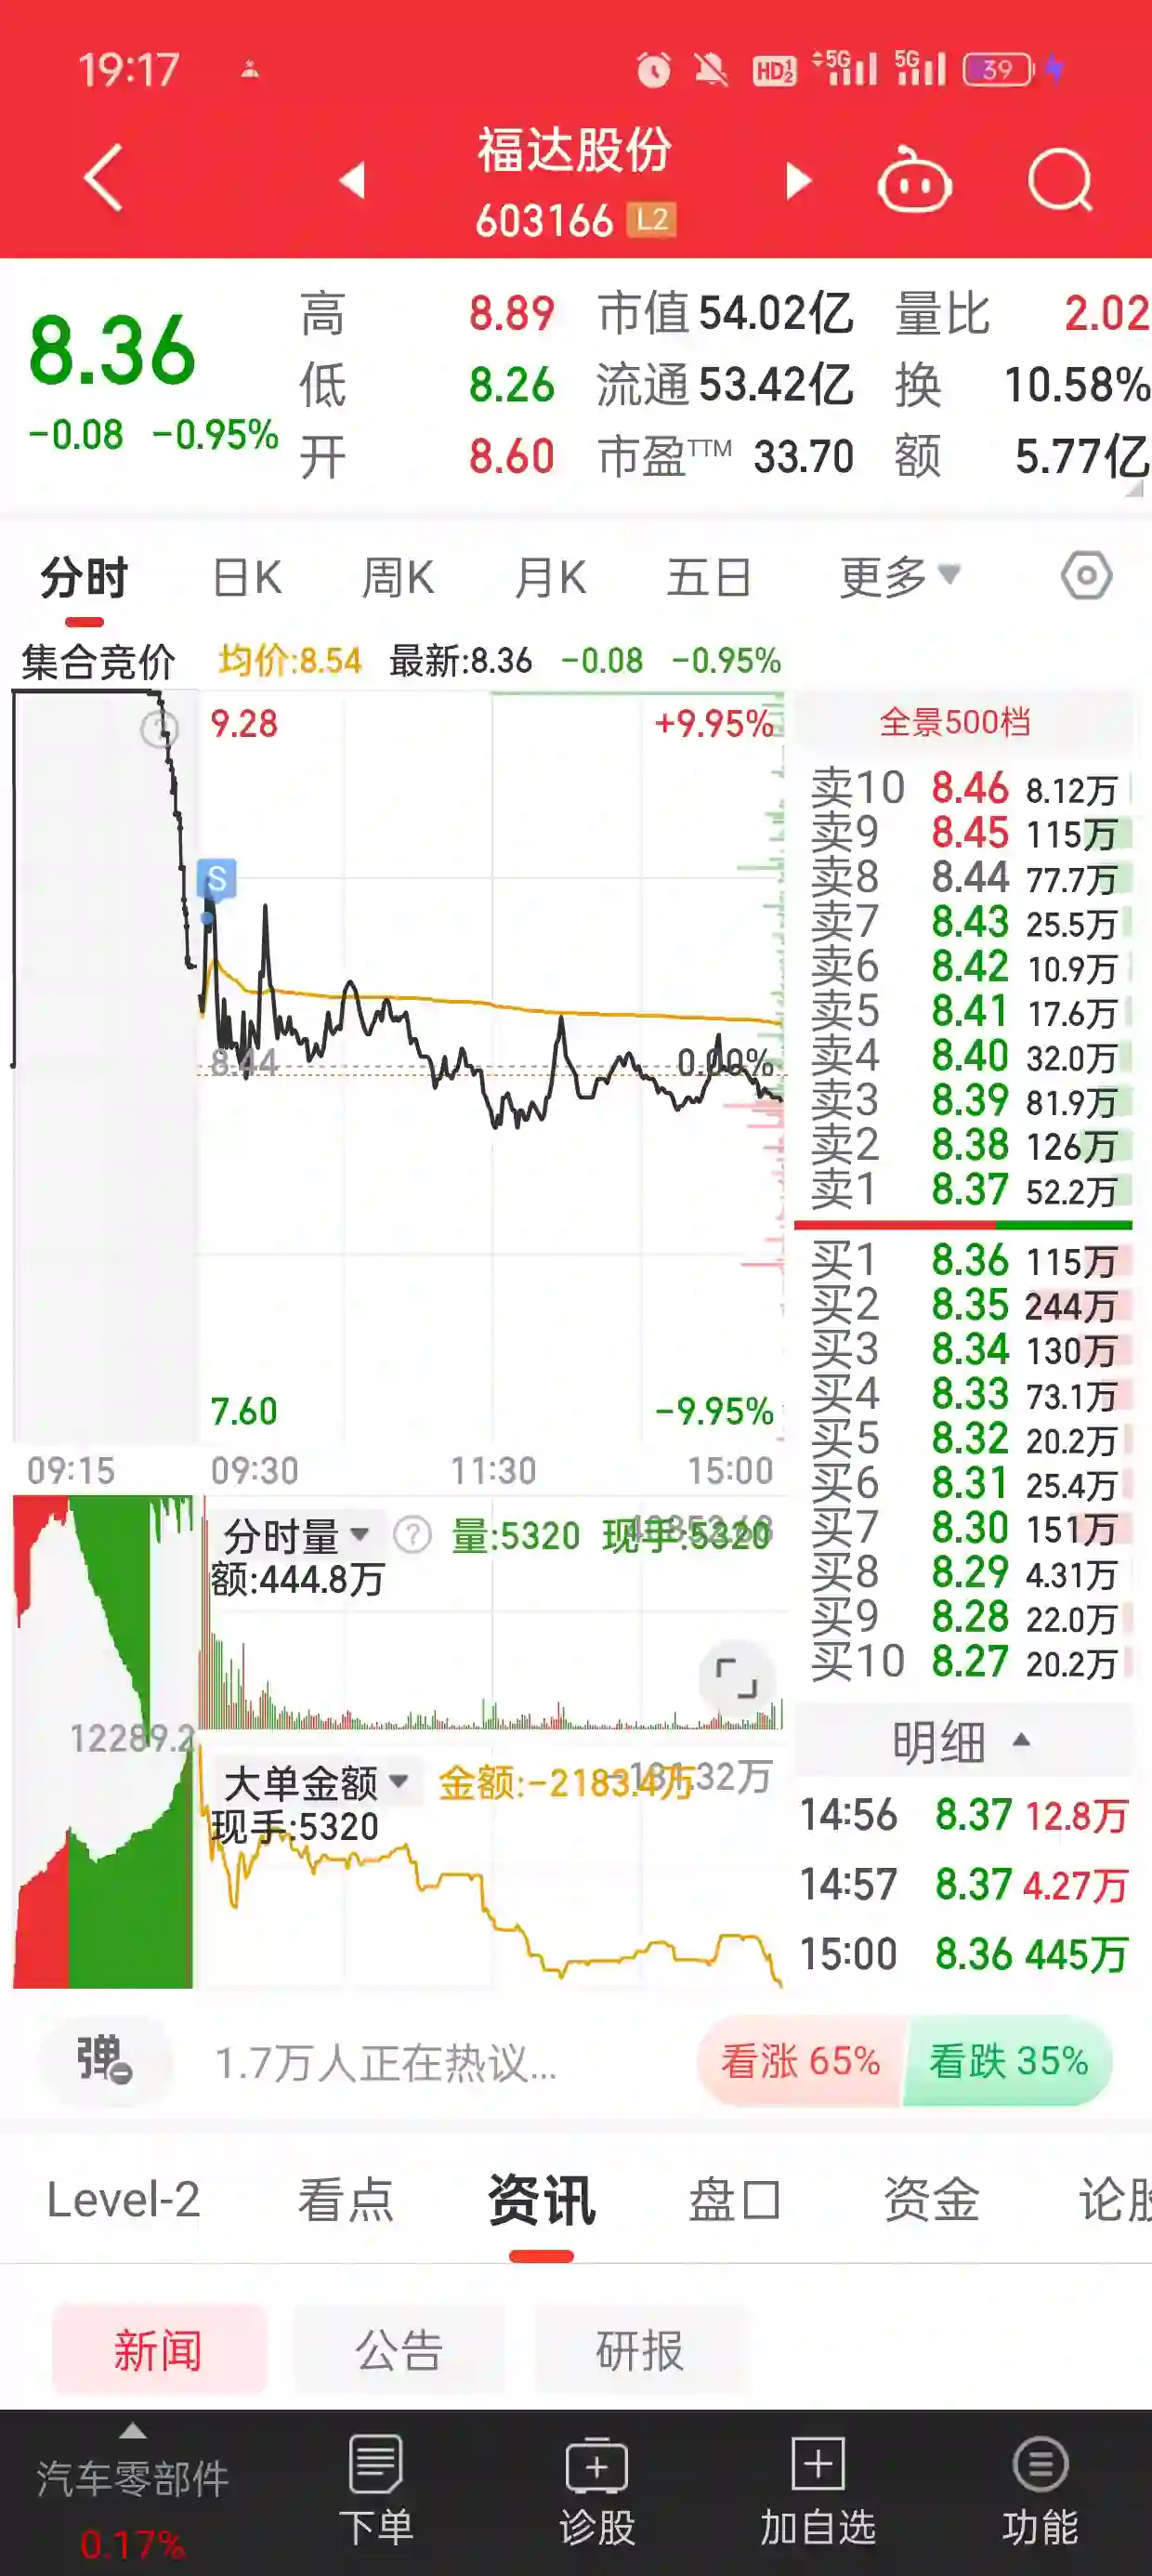 19:17
HD 1 2 5G 5G 39
福达股份
603166 L2
8.36
-0.08 -0.95%
高 8.89 市值 54.02亿 量比 2.02
低 8.26 流通 53.42亿 换 10.58%
开 8.60 市盈TTM 33.70 额 5.77亿
分时 日K 周K 月K 五日 更多
集合竞价 均价:8.54 最新:8.36 -0.08 -0.95%
9.28 +9.95%
S
8.44 0.00%
7.60 -9.95%
09:15 09:30 11:30 15:00
全景500档
卖10 8.46 8.12万
卖9 8.45 115万
卖8 8.44 77.7万
卖7 8.43 25.5万
卖6 8.42 10.9万
卖5 8.41 17.6万
卖4 8.40 32.0万
卖3 8.39 81.9万
卖2 8.38 126万
卖1 8.37 52.2万
买1 8.36 115万
买2 8.35 244万
买3 8.34 130万
买4 8.33 73.1万
买5 8.32 20.2万
买6 8.31 25.4万
买7 8.30 151万
买8 8.29 4.31万
买9 8.28 22.0万
买10 8.27 20.2万
分时量 ? 量:5320 现手:5320
额:444.8万
12289.2
大单金额 金额:-2183.4万
现手:5320
明细
14:56 8.37 12.8万
14:57 8.37 4.27万
15:00 8.36 445万
弹 1.7万人正在热议... 看涨 65% 看跌 35%
Level-2 看点 资讯 盘口 资金 论股
新闻 公告 研报
汽车零部件
0.17%
下单 诊股 加自选 功能